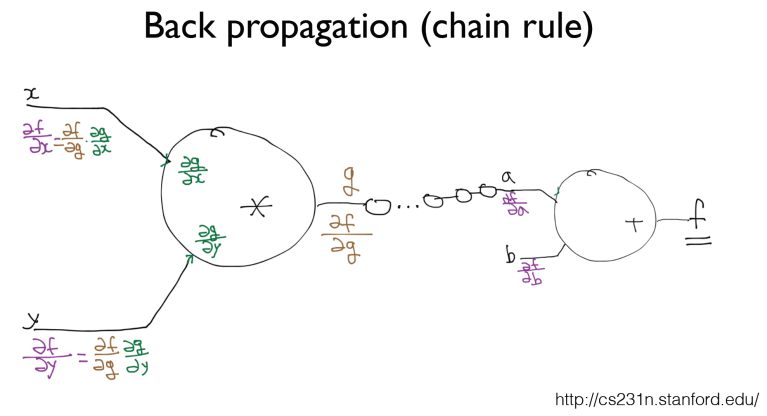 Back propagation (chain rule)
x
∂f/∂x = ∂f/∂g · ∂g/∂x
∂g/∂x
*
∂g/∂y
g
∂f/∂g
...
a
∂f/∂a
b
∂f/∂b
+
f
y
∂f/∂y = ∂f/∂g ∂g/∂y
http://cs231n.stanford.edu/